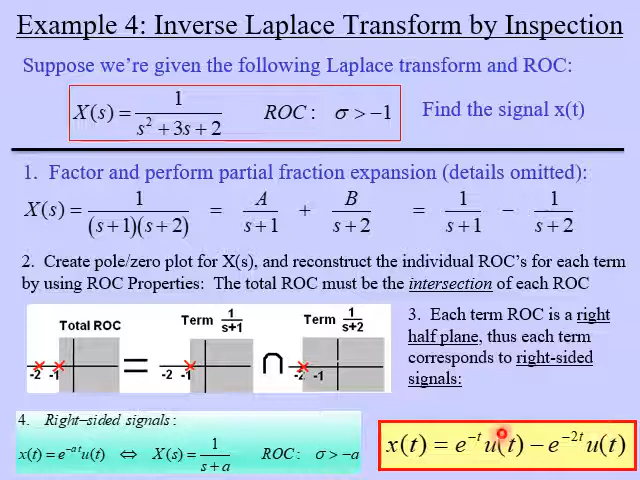 Example 4: Inverse Laplace Transform by Inspection
Suppose we're given the following Laplace transform and ROC:
X(s) = 1/(s² + 3s + 2) ROC : σ > −1 Find the signal x(t)
1. Factor and perform partial fraction expansion (details omitted):
X(s) = 1/((s+1)(s+2)) = A/(s+1) + B/(s+2) = 1/(s+1) − 1/(s+2)
2. Create pole/zero plot for X(s), and reconstruct the individual ROC's for each term
by using ROC Properties: The total ROC must be the intersection of each ROC
Total ROC
-2 -1
=
Term 1/(s+1)
-2 -1
∩
Term 1/(s+2)
-2 -1
3. Each term ROC is a right
half plane, thus each term
corresponds to right-sided
signals:
4. Right−sided signals :
x(t) = e^(−at)u(t) ⇔ X(s) = 1/(s+a) ROC : σ > −a
x(t) = e^(−t)u(t) − e^(−2t)u(t)